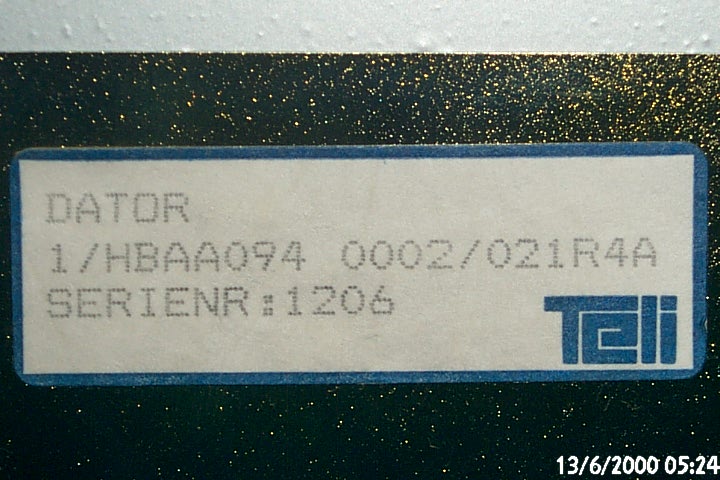 DATOR
1/HBAA094 0002/021R4A
SERIENR:1206
Teli
13/6/2000 05:24